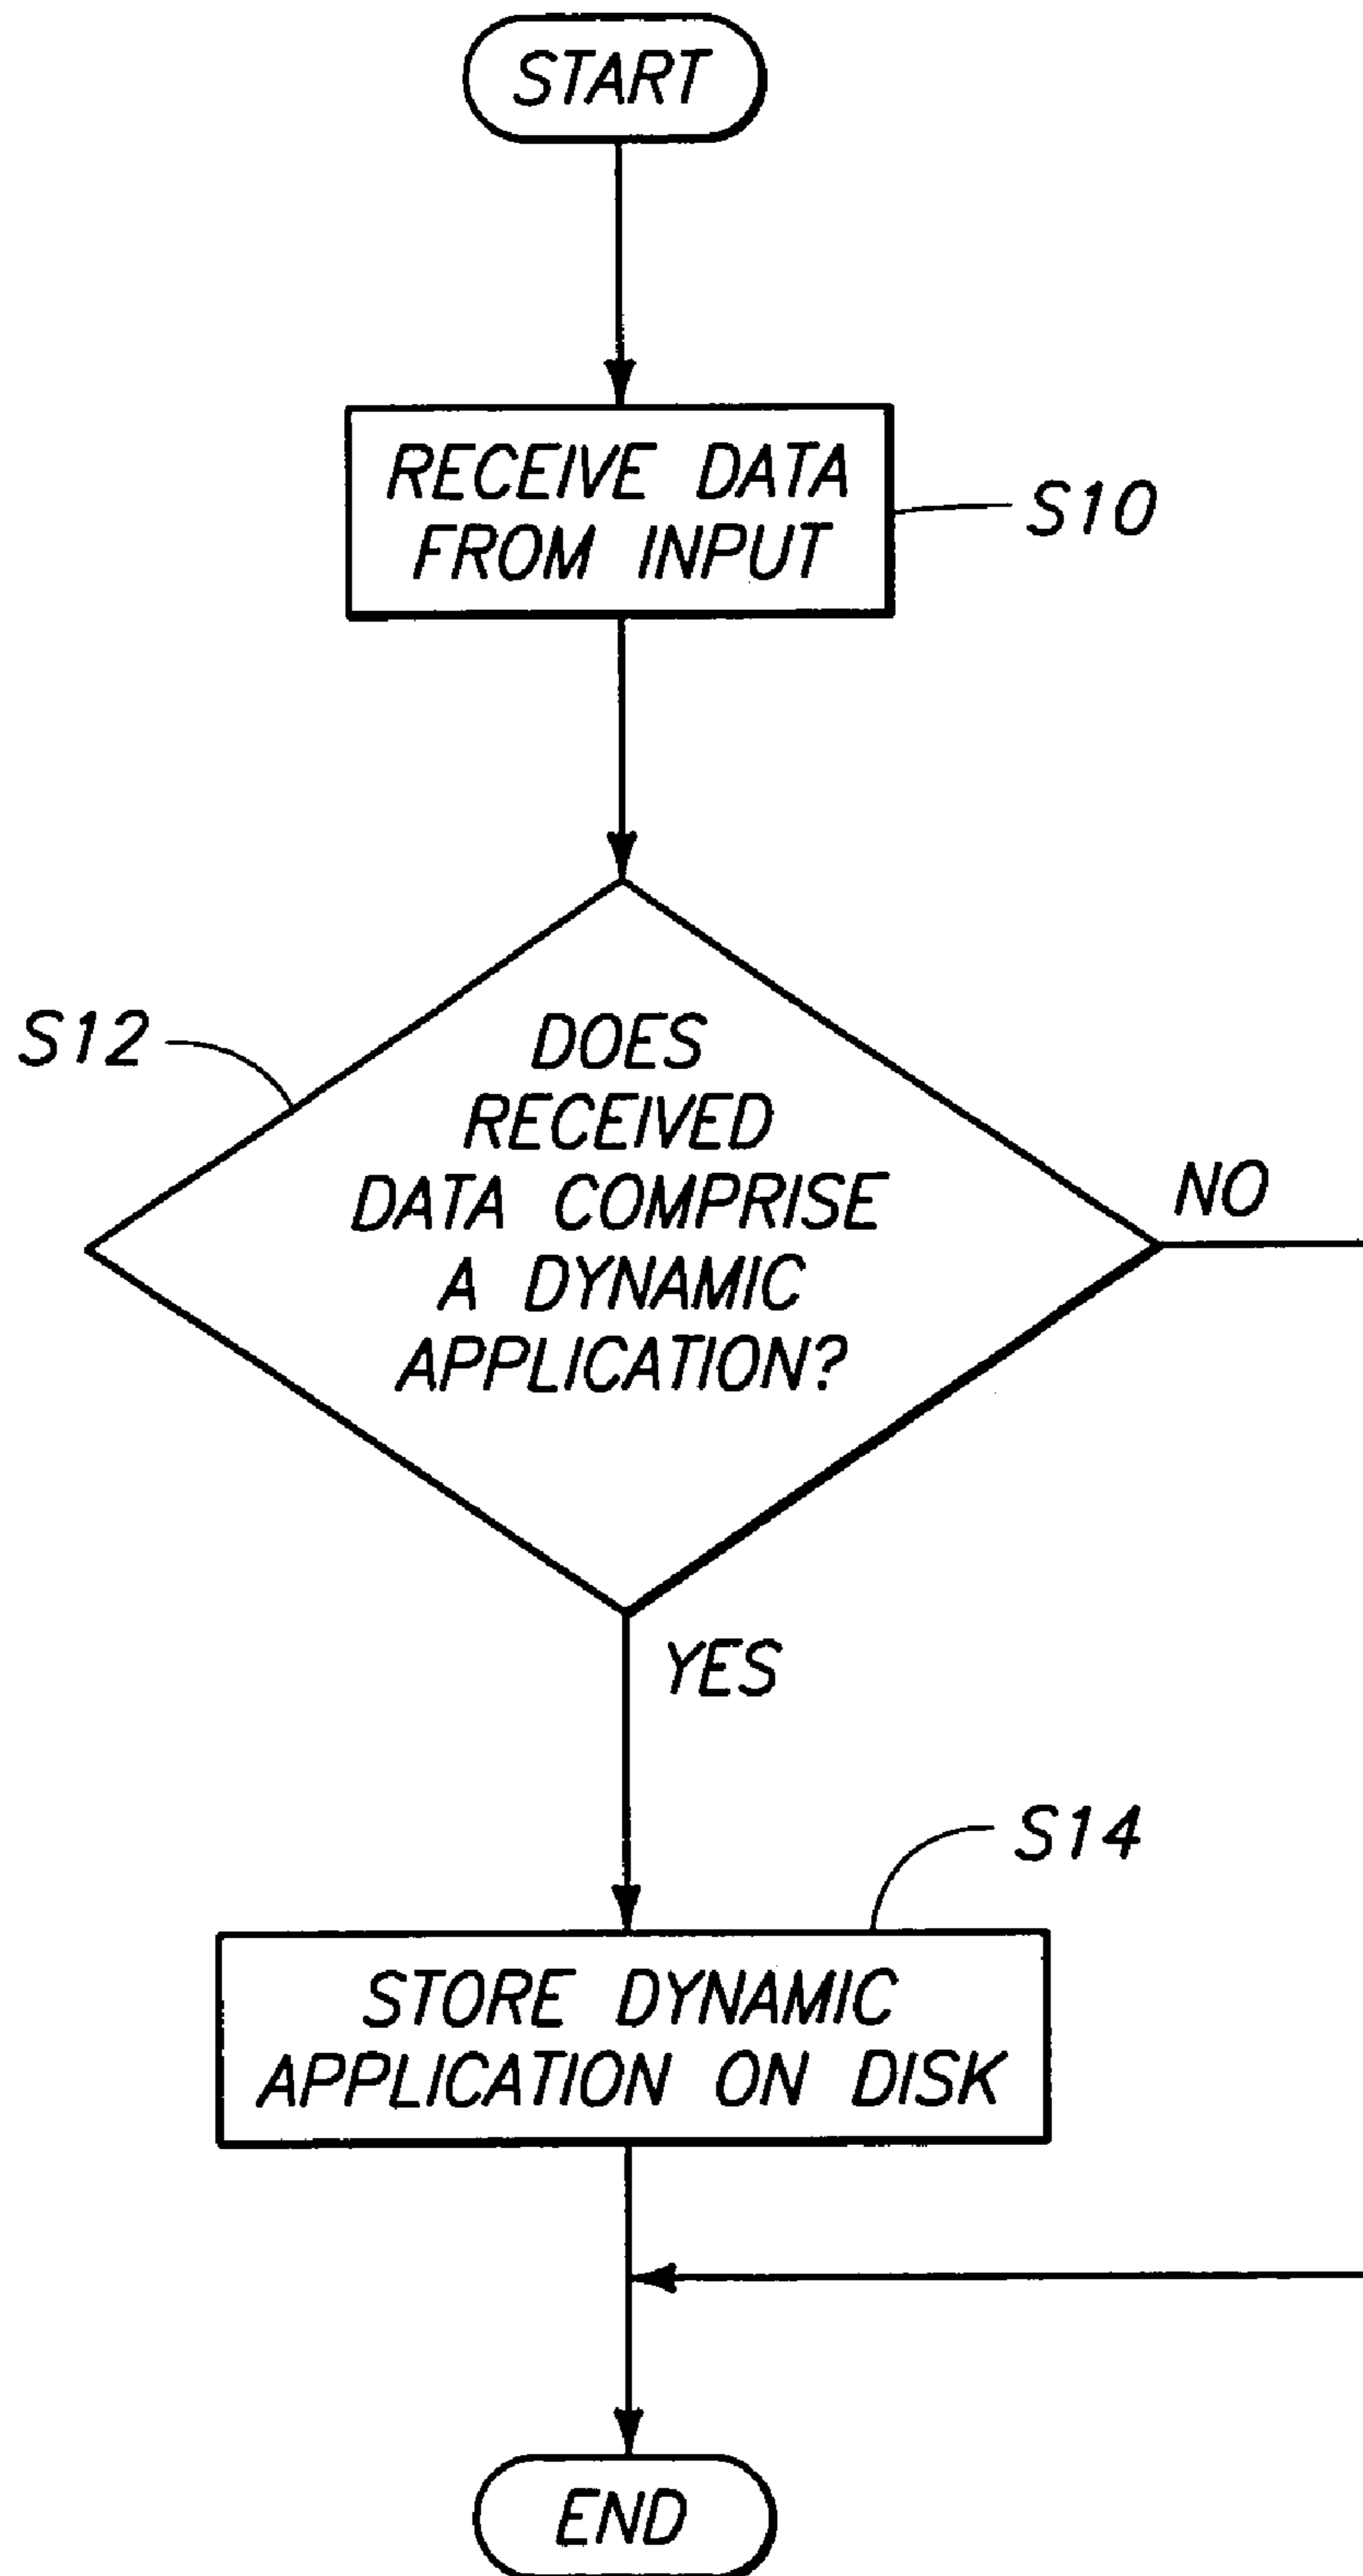 START
RECEIVE DATA
FROM INPUT
S10
S12
DOES
RECEIVED
DATA COMPRISE
A DYNAMIC
APPLICATION?
NO
YES
S14
STORE DYNAMIC
APPLICATION ON DISK
END